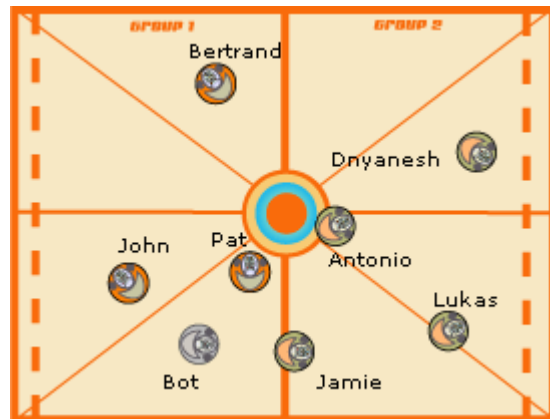 GROUP 1
GROUP 2
Bertrand
Dnyanesh
John
Pat
Antonio
Lukas
Bot
Jamie